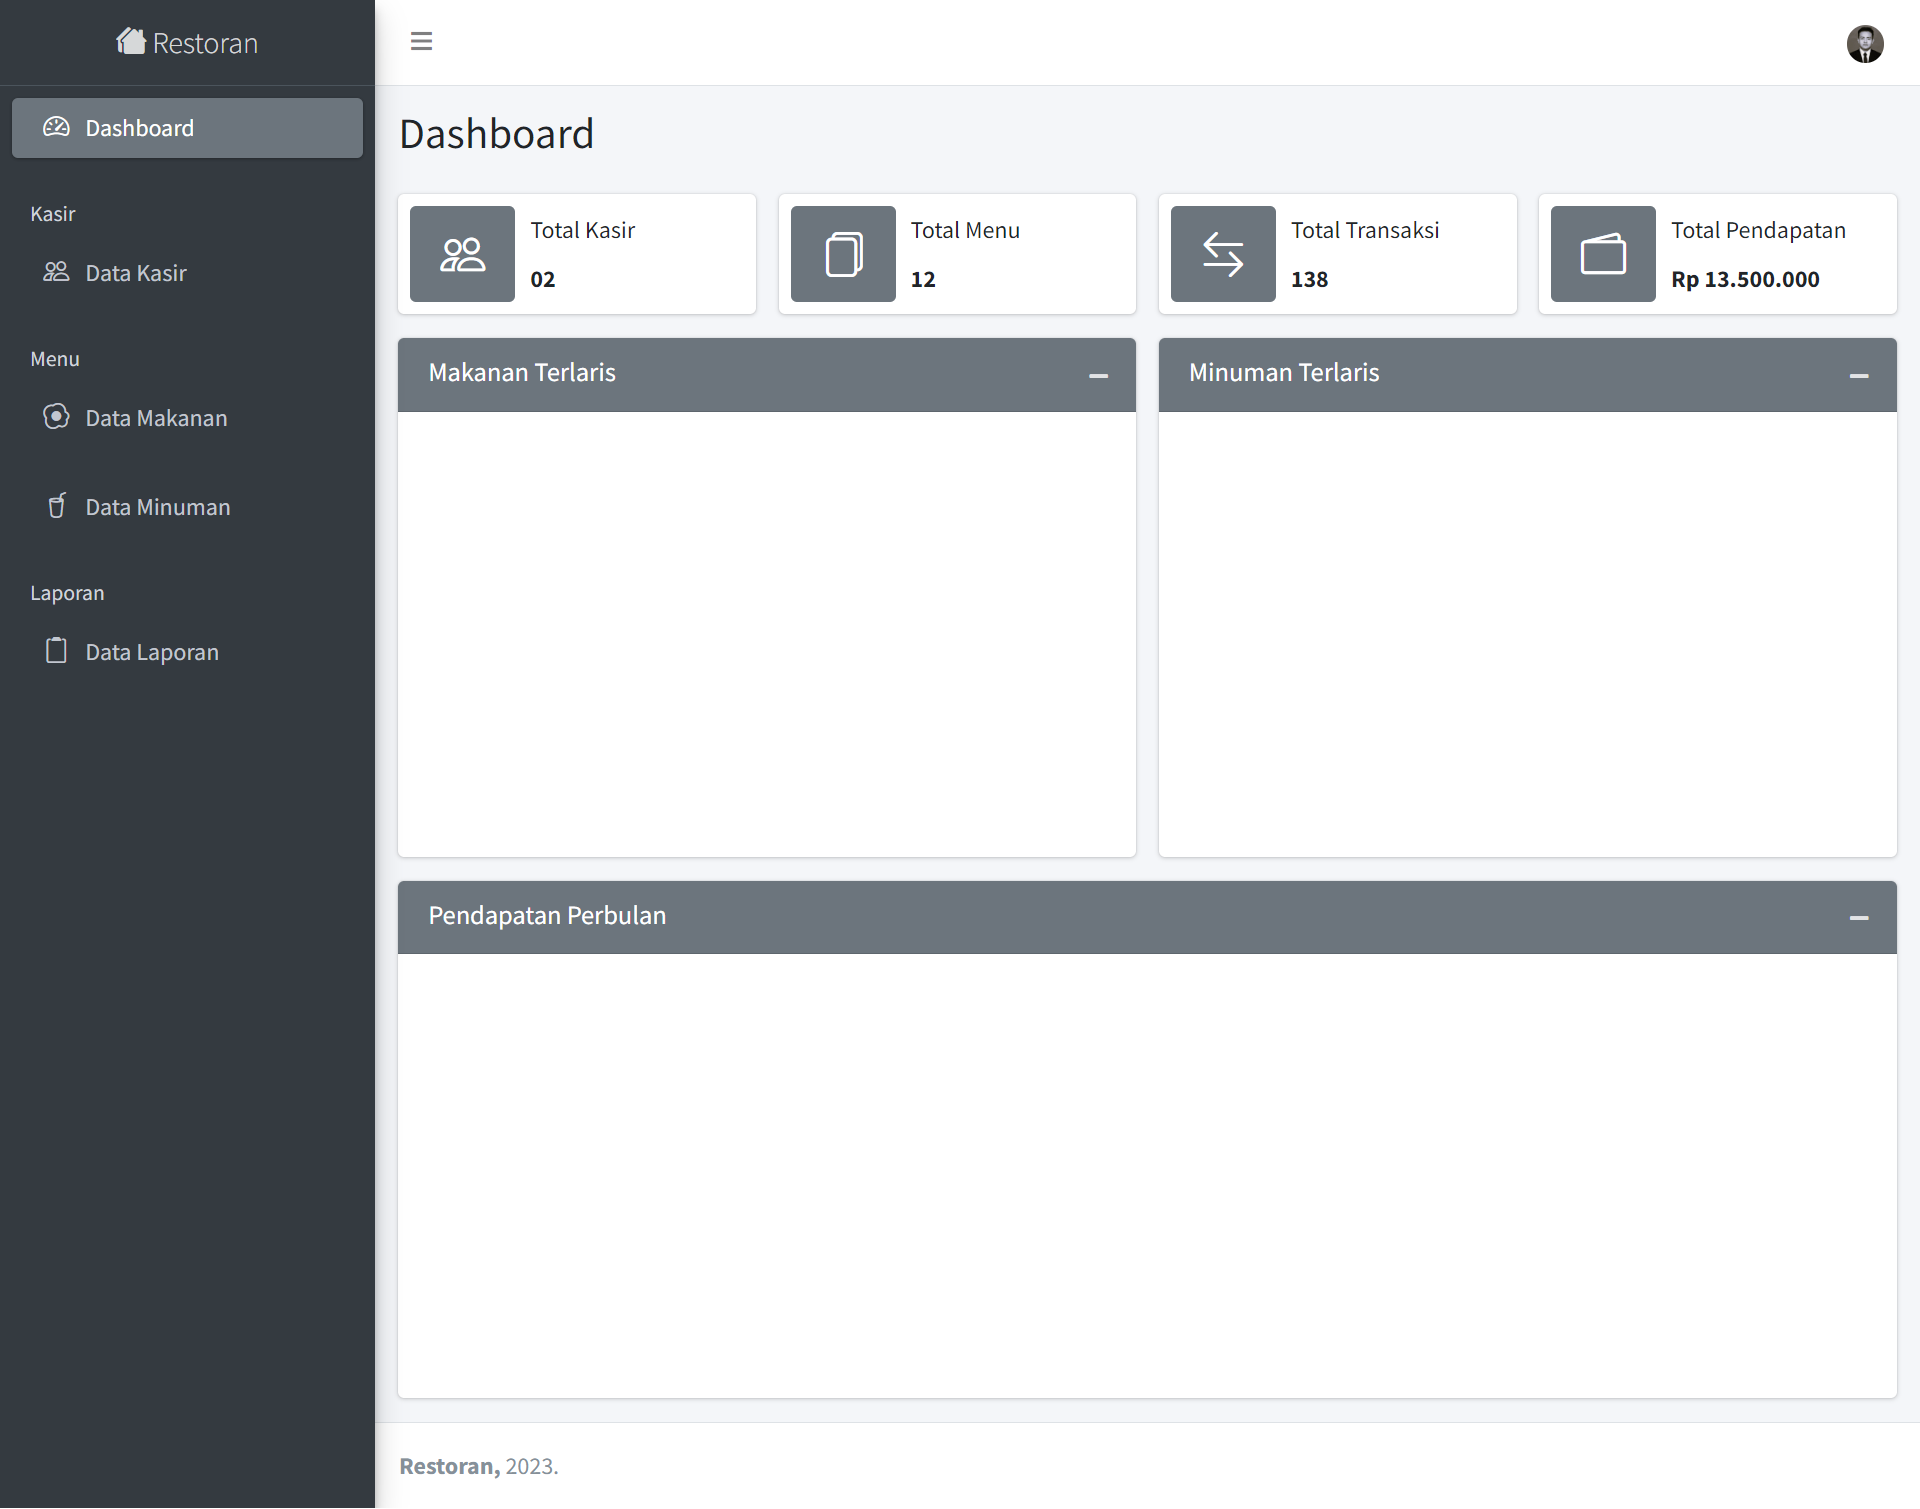 Restoran
Dashboard
Kasir
Data Kasir
Menu
Data Makanan
Data Minuman
Laporan
Data Laporan
Dashboard
Total Kasir
02
Total Menu
12
Total Transaksi
138
Total Pendapatan
Rp 13.500.000
Makanan Terlaris
Minuman Terlaris
Pendapatan Perbulan
Restoran, 2023.